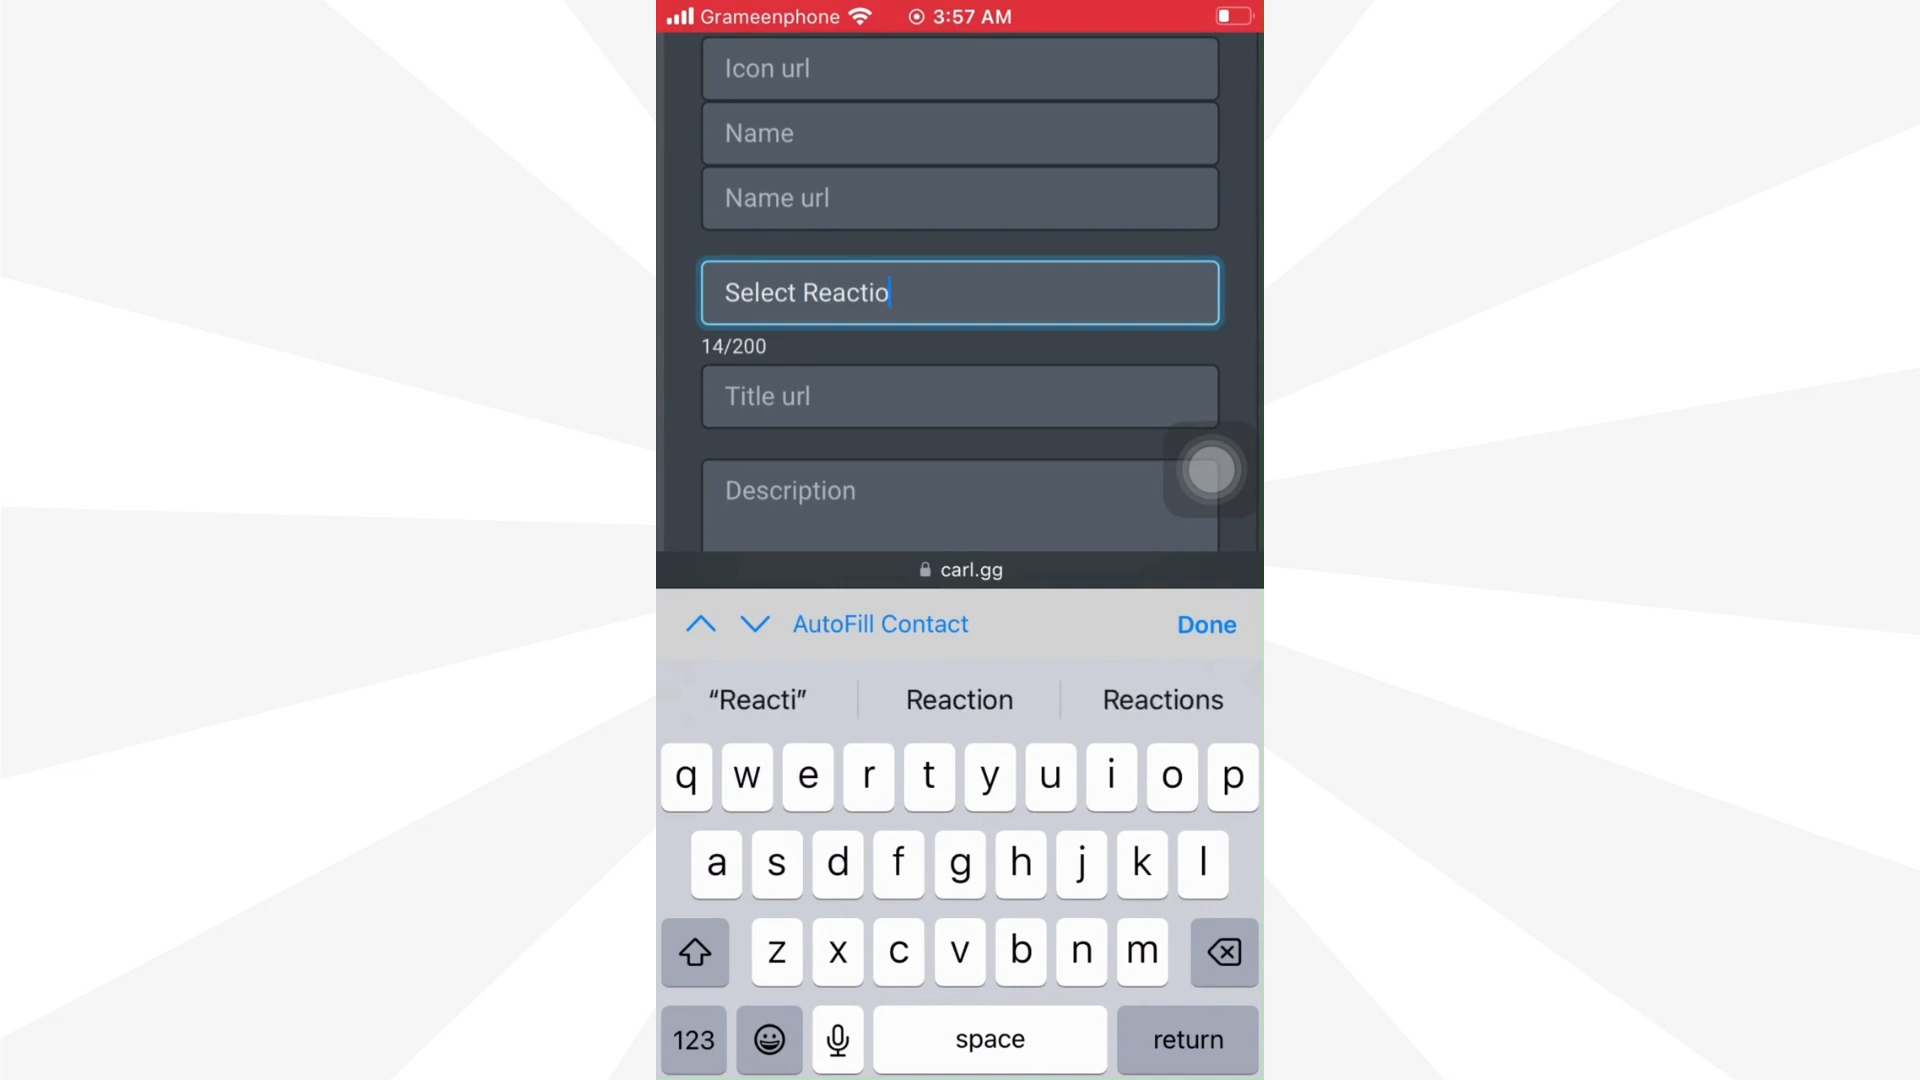 Grameenphone 3:57 AM
Icon url
Name
Name url
Select Reactio
14/200
Title url
Description
carl.gg
AutoFill Contact Done
“Reacti” Reaction Reactions
q w e r t y u i o p
a s d f g h j k l
z x c v b n m
123 space return